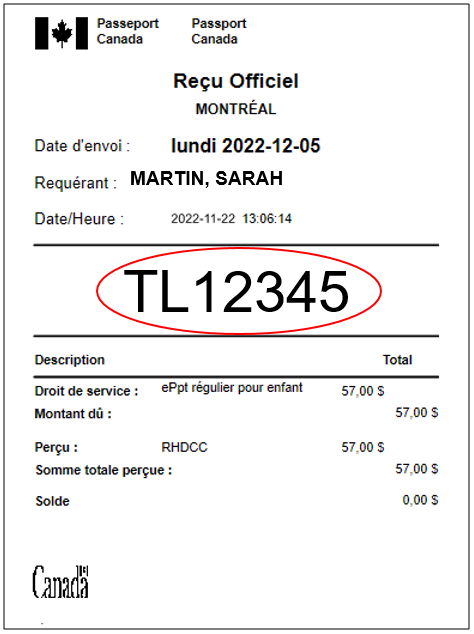 Passeport Passport
Canada Canada
Reçu Officiel
MONTRÉAL
Date d'envoi : lundi 2022-12-05
Requérant : MARTIN, SARAH
Date/Heure : 2022-11-22 13:06:14
TL12345
Description Total
Droit de service : ePpt régulier pour enfant 57,00 $
Montant dû : 57,00 $
Perçu : RHDCC 57,00 $
Somme totale perçue : 57,00 $
Solde 0,00 $
Canada